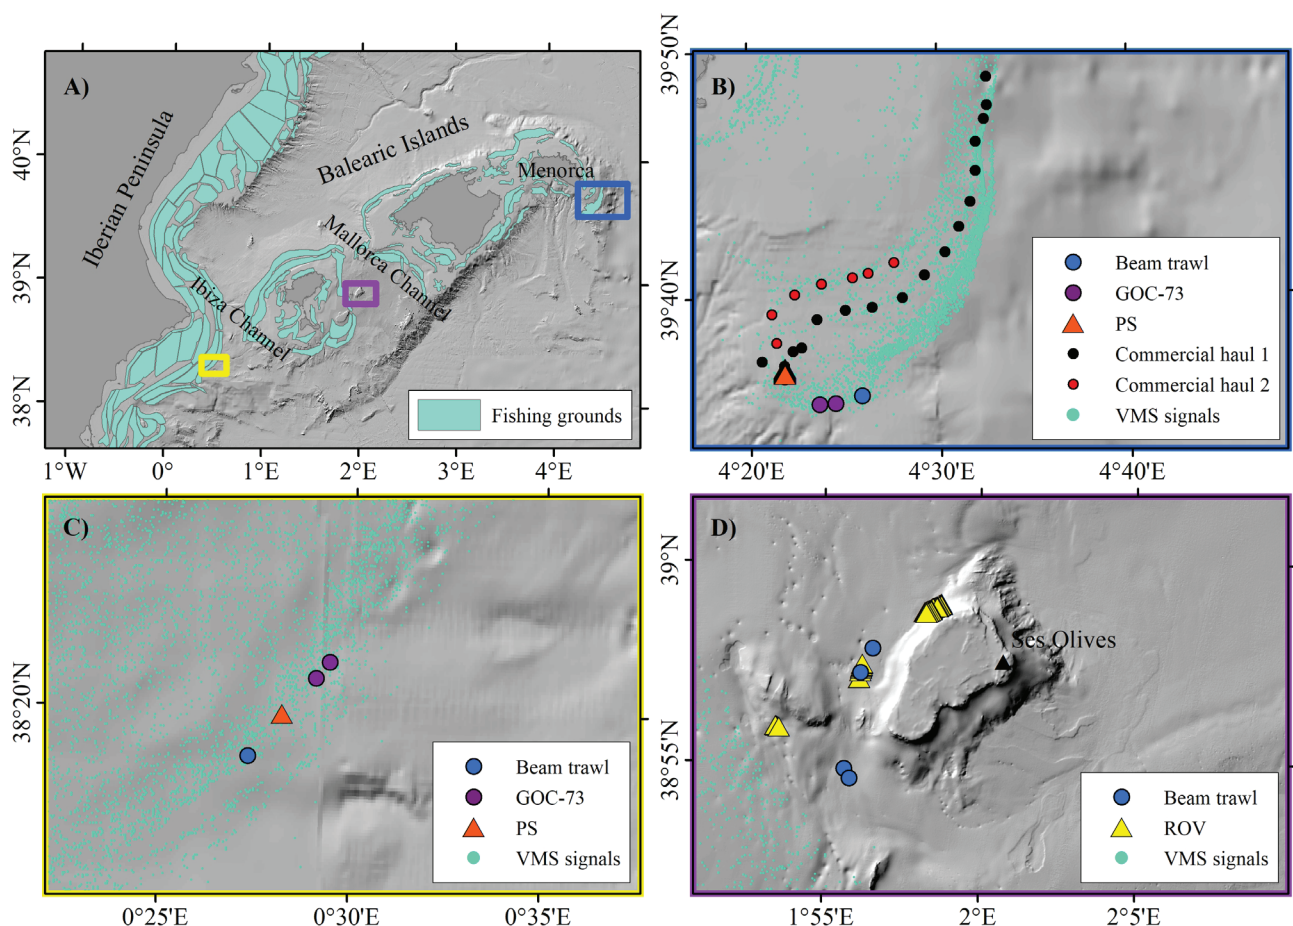 A)
Iberian Peninsula
Balearic Islands
Menorca
Mallorca Channel
Ibiza Channel
Fishing grounds
40°N
39°N
38°N
1°W
0°
1°E
2°E
3°E
4°E
B)
39°50'N
39°40'N
Beam trawl
GOC-73
PS
Commercial haul 1
Commercial haul 2
VMS signals
4°20'E
4°30'E
4°40'E
C)
38°20'N
Beam trawl
GOC-73
PS
VMS signals
0°25'E
0°30'E
0°35'E
D)
39°N
38°55'N
Ses Olives
Beam trawl
ROV
VMS signals
1°55'E
2°E
2°5'E